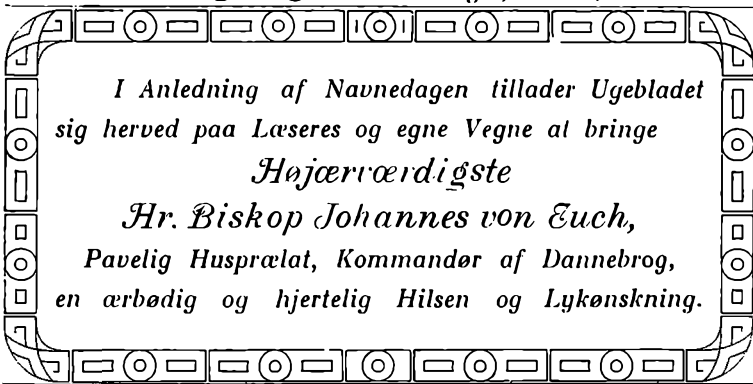 I Anledning af Navnedagen tillader Ugebladet
sig herved paa Læseres og egne Vegne at bringe
Højærværdigste
Hr. Biskop Johannes von Euch,
Pavelig Husprælat, Kommandør af Dannebrog,
en ærbødig og hjertelig Hilsen og Lykønskning.